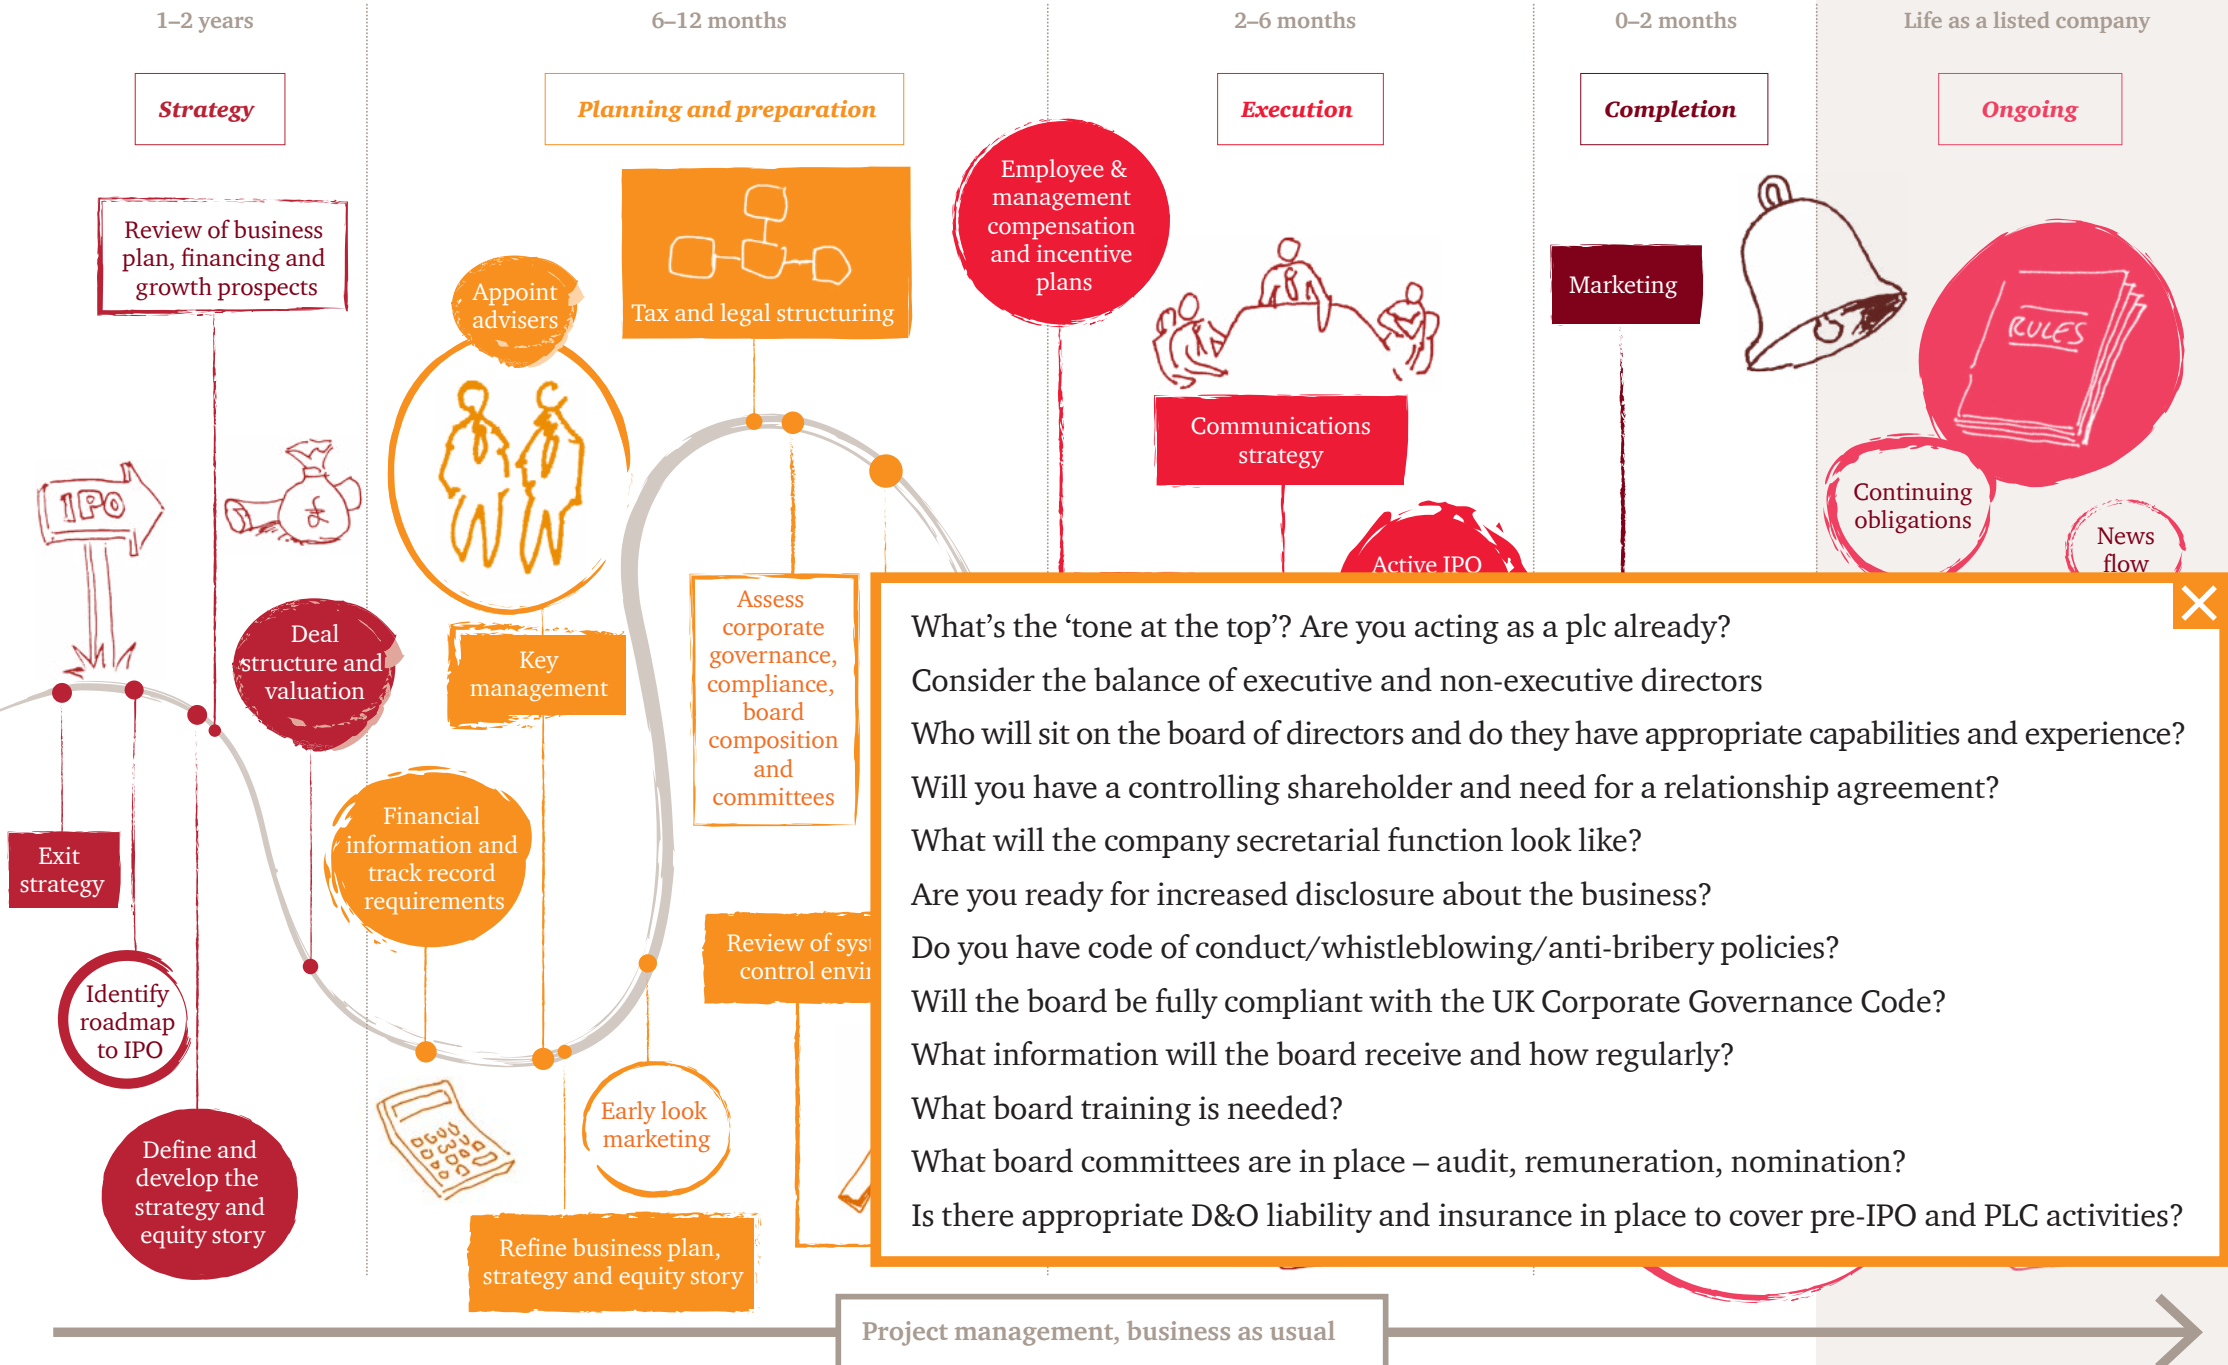 1–2 years
6–12 months
2–6 months
0–2 months
Life as a listed company
Strategy
Planning and preparation
Execution
Completion
Ongoing
Review of business
plan, financing and
growth prospects
IPO
£
Deal
structure and
valuation
Exit
strategy
Identify
roadmap
to IPO
Define and
develop the
strategy and
equity story
Appoint
advisers
Tax and legal structuring
Key
management
Financial
information and
track record
requirements
Assess
corporate
governance,
compliance,
board
composition
and
committees
Review of
control
Early look
marketing
Refine business plan,
strategy and equity story
Employee &
management
compensation
and incentive
plans
Communications
strategy
Active IPO
Marketing
RULES
Continuing
obligations
News
flow
What’s the ‘tone at the top’? Are you acting as a plc already?
Consider the balance of executive and non-executive directors
Who will sit on the board of directors and do they have appropriate capabilities and experience?
Will you have a controlling shareholder and need for a relationship agreement?
What will the company secretarial function look like?
Are you ready for increased disclosure about the business?
Do you have code of conduct/whistleblowing/anti-bribery policies?
Will the board be fully compliant with the UK Corporate Governance Code?
What information will the board receive and how regularly?
What board training is needed?
What board committees are in place – audit, remuneration, nomination?
Is there appropriate D&O liability and insurance in place to cover pre-IPO and PLC activities?
Project management, business as usual